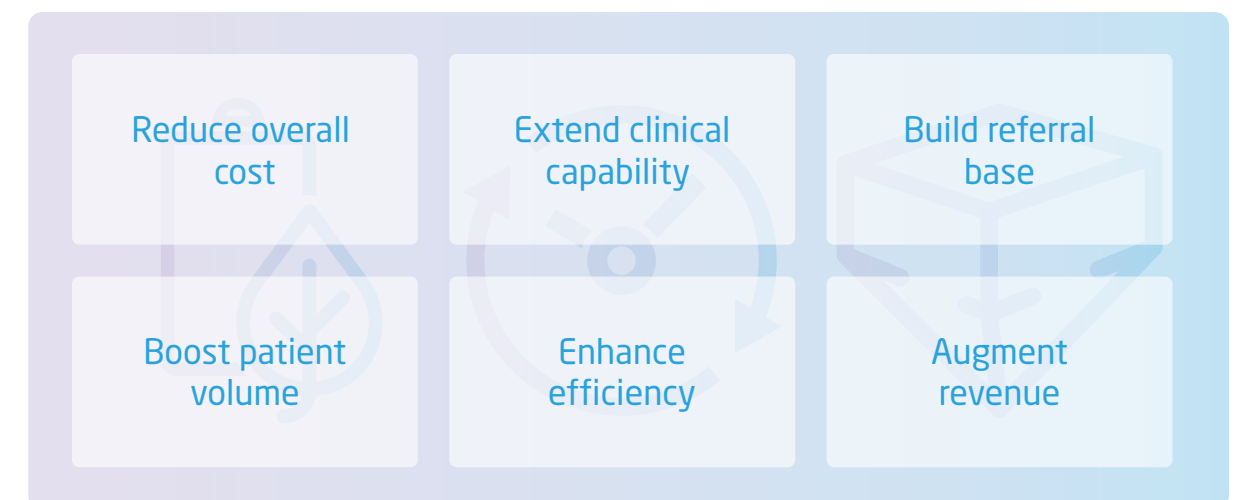 Reduce overall
cost
Extend clinical
capability
Build referral
base
Boost patient
volume
Enhance
efficiency
Augment
revenue